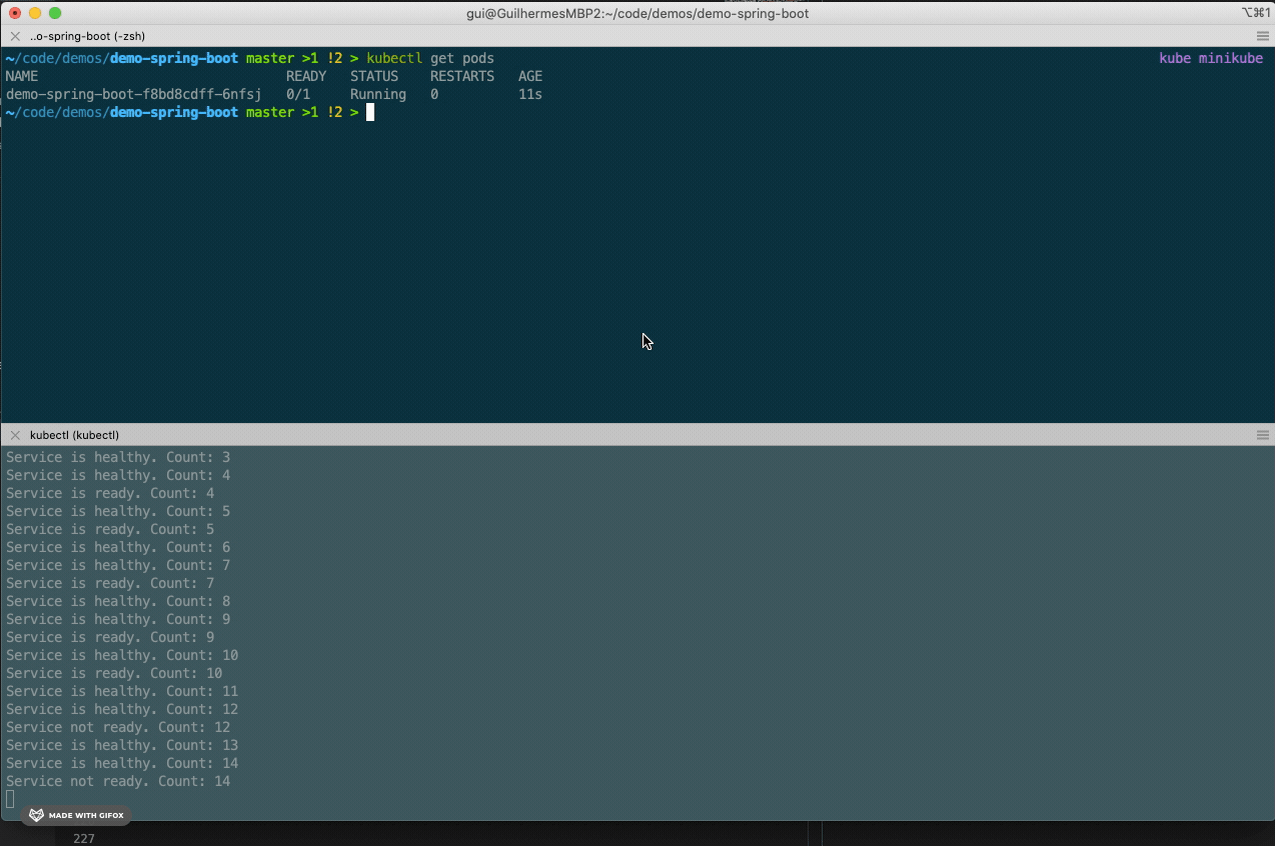 gui@GuilhermesMBP2:~/code/demos/demo-spring-boot ⌥⌘1
..o-spring-boot (-zsh)
~/code/demos/demo-spring-boot master >1 !2 > kubectl get pods kube minikube
NAME READY STATUS RESTARTS AGE
demo-spring-boot-f8bd8cdff-6nfsj 0/1 Running 0 11s
~/code/demos/demo-spring-boot master >1 !2 >
kubectl (kubectl)
Service is healthy. Count: 3
Service is healthy. Count: 4
Service is ready. Count: 4
Service is healthy. Count: 5
Service is ready. Count: 5
Service is healthy. Count: 6
Service is healthy. Count: 7
Service is ready. Count: 7
Service is healthy. Count: 8
Service is healthy. Count: 9
Service is ready. Count: 9
Service is healthy. Count: 10
Service is ready. Count: 10
Service is healthy. Count: 11
Service is healthy. Count: 12
Service not ready. Count: 12
Service is healthy. Count: 13
Service is healthy. Count: 14
Service not ready. Count: 14
MADE WITH GIFOX
227